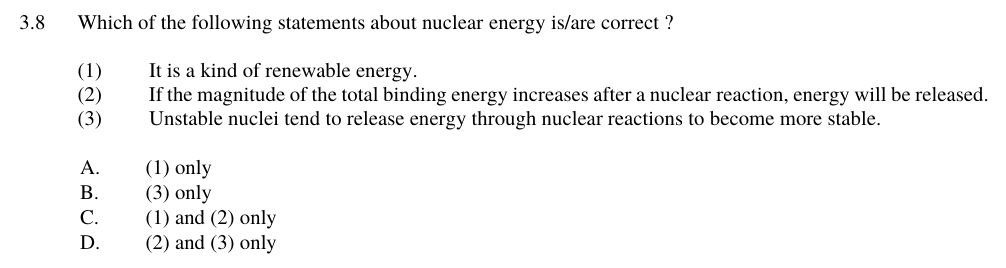 3.8 Which of the following statements about nuclear energy is/are correct ?
(1) It is a kind of renewable energy.
(2) If the magnitude of the total binding energy increases after a nuclear reaction, energy will be released.
(3) Unstable nuclei tend to release energy through nuclear reactions to become more stable.
A. (1) only
B. (3) only
C. (1) and (2) only
D. (2) and (3) only